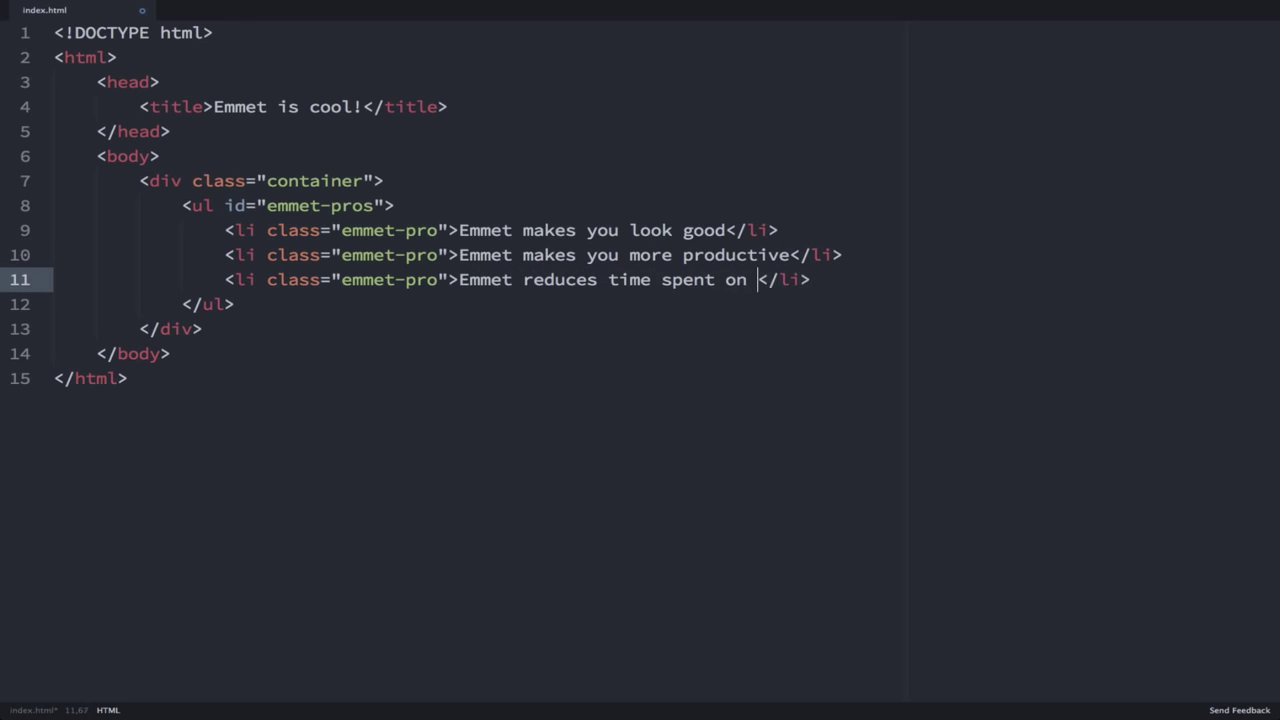 index.html
1 <!DOCTYPE html>
2 <html>
3     <head>
4         <title>Emmet is cool!</title>
5     </head>
6     <body>
7         <div class="container">
8             <ul id="emmet-pros">
9                 <li class="emmet-pro">Emmet makes you look good</li>
10                 <li class="emmet-pro">Emmet makes you more productive</li>
11                 <li class="emmet-pro">Emmet reduces time spent on </li>
12             </ul>
13         </div>
14     </body>
15 </html>
index.html* 11,67 HTML Send Feedback